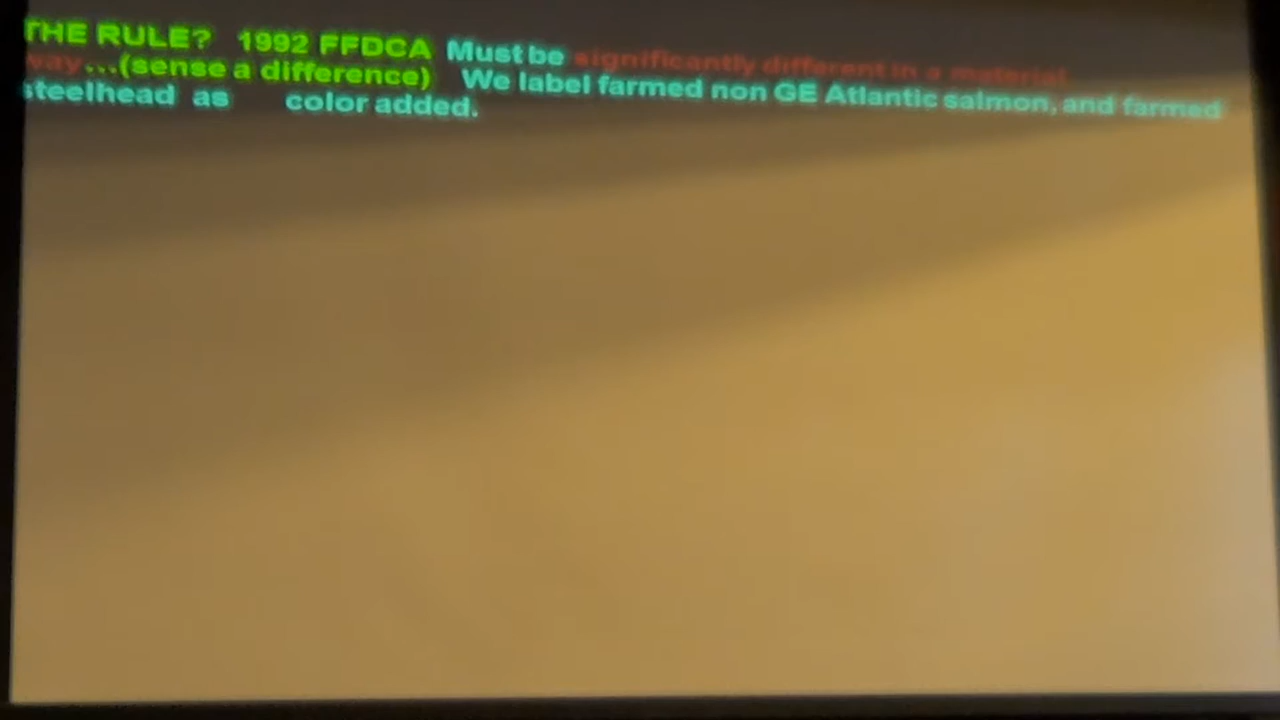 THE RULE? 1992 FFDCA Must be significantly different in a material
way...(sense a difference) We label farmed non GE Atlantic salmon, and farmed
steelhead as color added.